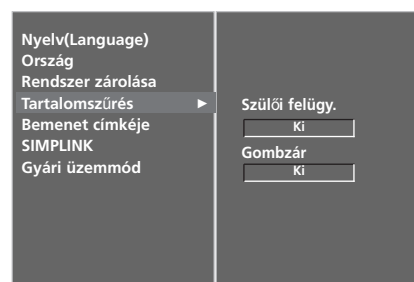 Nyelv(Language)
Ország
Rendszer zárolása
Tartalomszűrés ►
Bemenet címkéje
SIMPLINK
Gyári üzemmód
Szülői felügy.
Ki
Gombzár
Ki